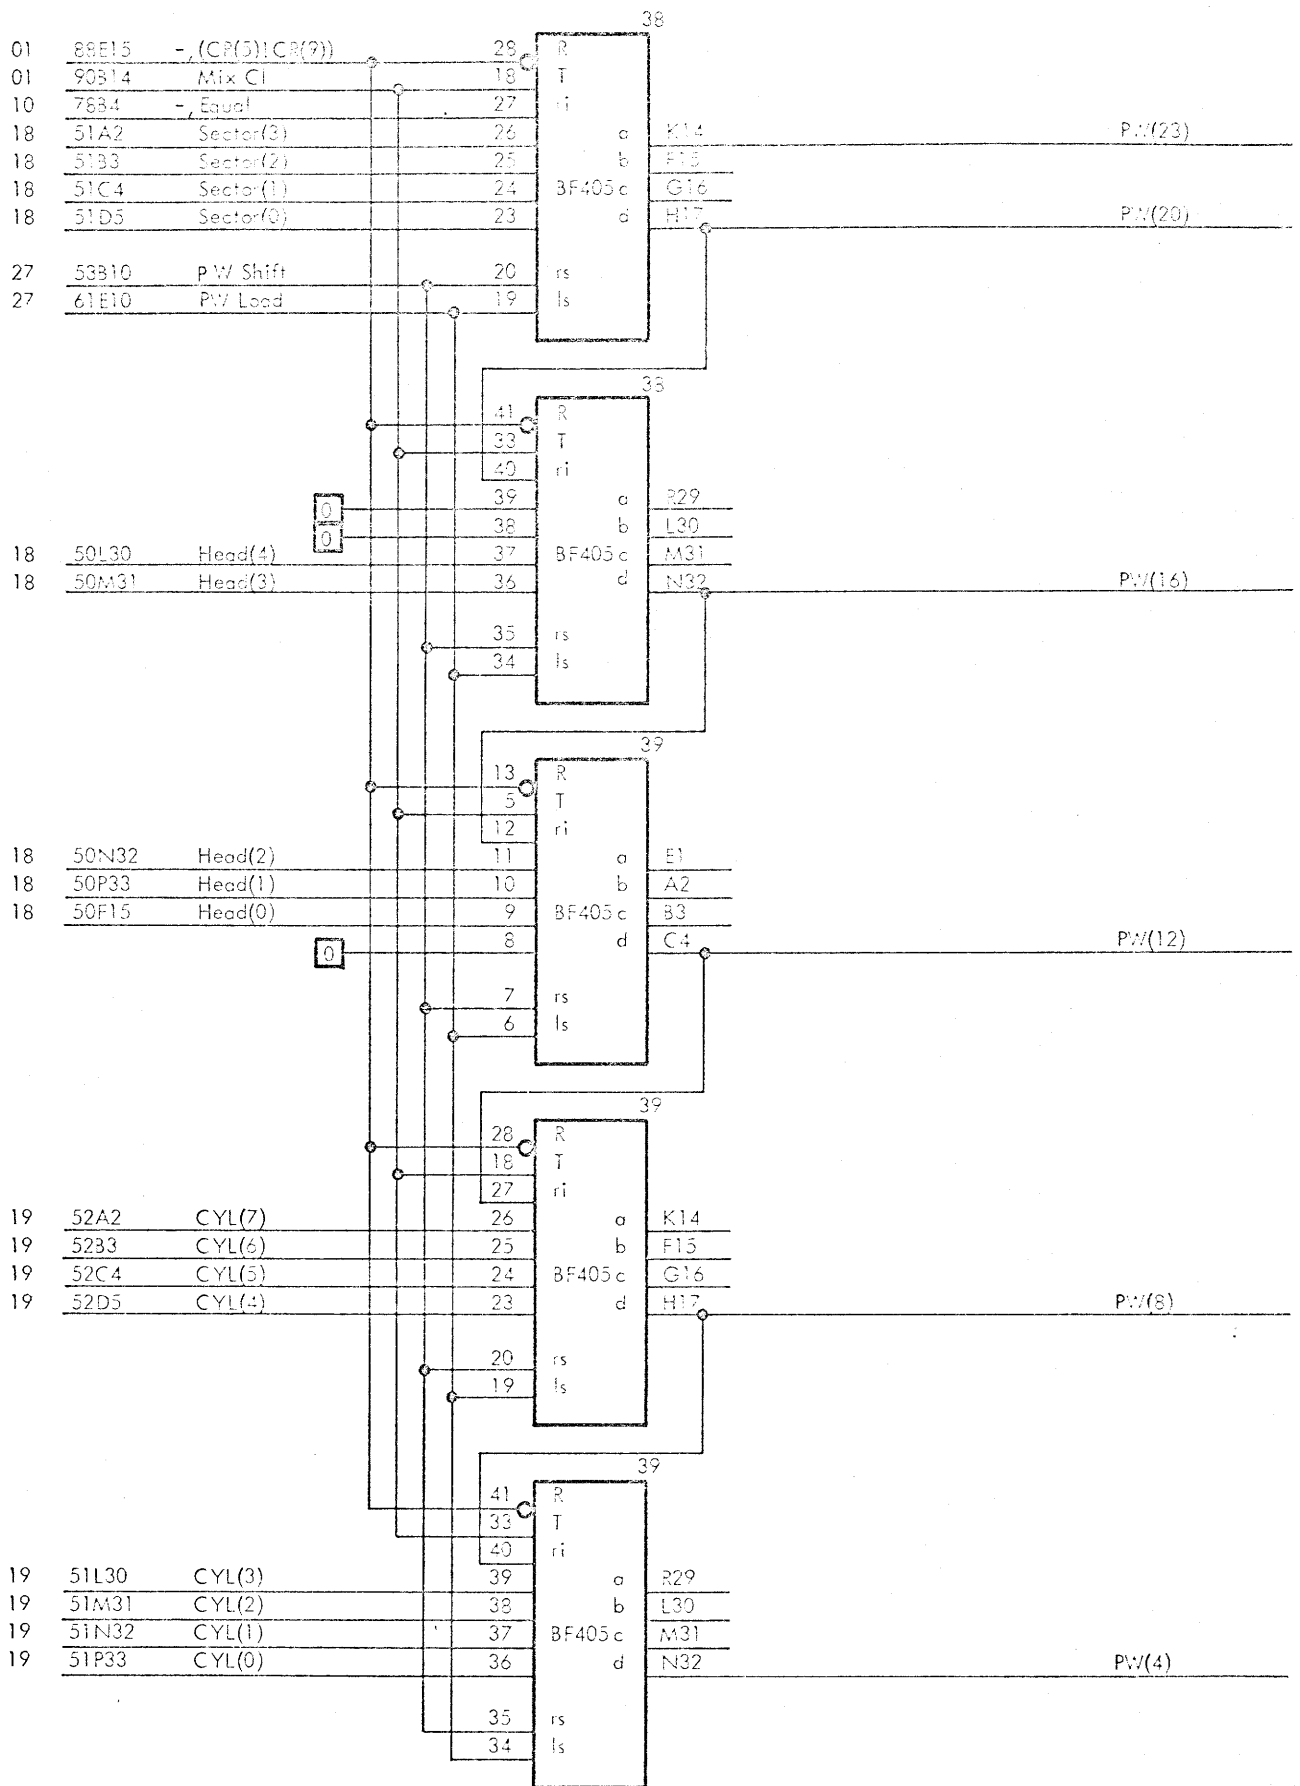 38
01 88E15 -,(CR(5)!CR(9)) 28 R
01 90B14 Mix Cl 18 T
10 78B4 -,Equal 27 ri
18 51A2 Sector(3) 26 a K14 PW(23)
18 51B3 Sector(2) 25 b F15
18 51C4 Sector(1) 24 BF405 c G16
18 51D5 Sector(0) 23 d H17 PW(20)
27 53B10 PW Shift 20 rs
27 61E10 PW Load 19 ls
38
41 R
33 T
40 ri
0 39 a R29
0 38 b L30
18 50L30 Head(4) 37 BF405 c M31
18 50M31 Head(3) 36 d N32 PW(16)
35 rs
34 ls
39
13 R
5 T
12 ri
18 50N32 Head(2) 11 a E1
18 50P33 Head(1) 10 b A2
18 50F15 Head(0) 9 BF405 c B3
0 8 d C4 PW(12)
7 rs
6 ls
39
28 R
18 T
27 ri
19 52A2 CYL(7) 26 a K14
19 52B3 CYL(6) 25 b F15
19 52C4 CYL(5) 24 BF405 c G16
19 52D5 CYL(4) 23 d H17 PW(8)
20 rs
19 ls
39
41 R
33 T
40 ri
19 51L30 CYL(3) 39 a R29
19 51M31 CYL(2) 38 b L30
19 51N32 CYL(1) 37 BF405 c M31
19 51P33 CYL(0) 36 d N32 PW(4)
35 rs
34 ls